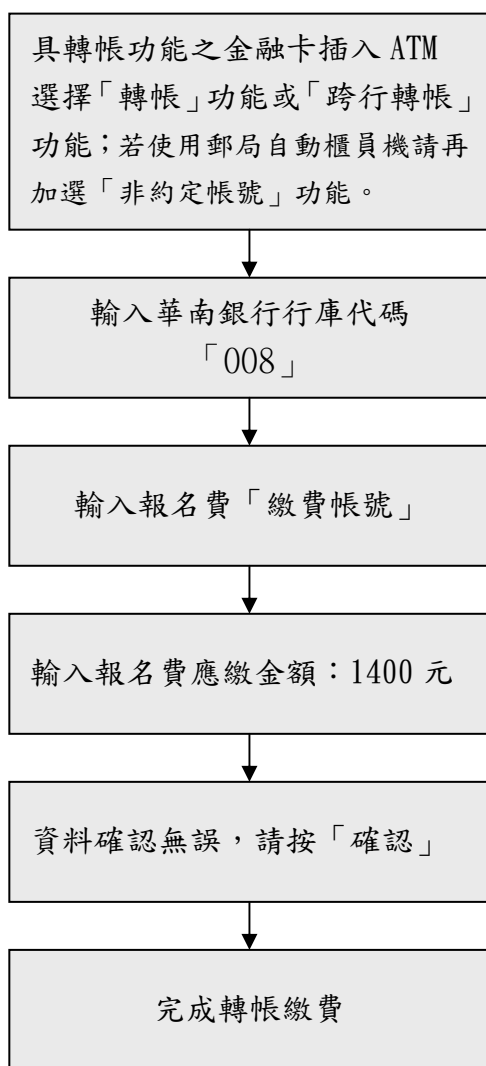 具轉帳功能之金融卡插入 ATM
選擇「轉帳」功能或「跨行轉帳」
功能;若使用郵局自動櫃員機請再
加選「非約定帳號」功能。
輸入華南銀行行庫代碼
「008」
輸入報名費「繳費帳號」
輸入報名費應繳金額：1400 元
資料確認無誤，請按「確認」
完成轉帳繳費